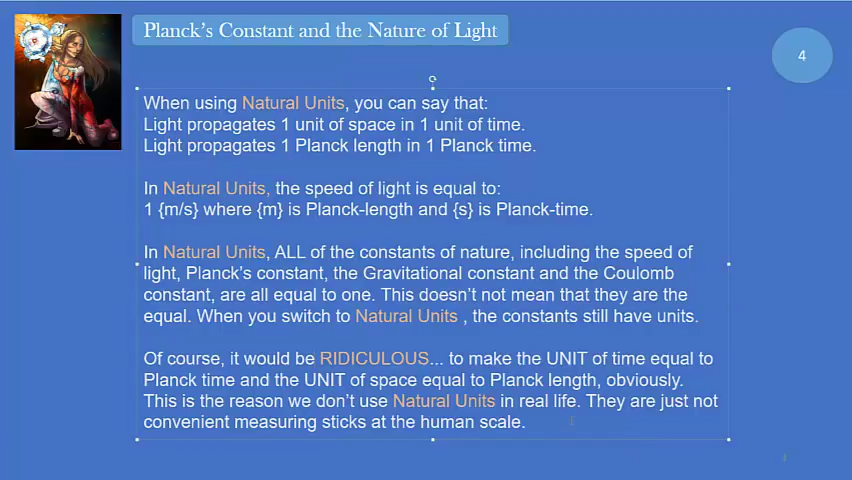 Planck's Constant and the Nature of Light
4
When using Natural Units, you can say that:
Light propagates 1 unit of space in 1 unit of time.
Light propagates 1 Planck length in 1 Planck time.
In Natural Units, the speed of light is equal to:
1 {m/s} where {m} is Planck-length and {s} is Planck-time.
In Natural Units, ALL of the constants of nature, including the speed of
light, Planck's constant, the Gravitational constant and the Coulomb
constant, are all equal to one. This doesn't not mean that they are the
equal. When you switch to Natural Units , the constants still have units.
Of course, it would be RIDICULOUS... to make the UNIT of time equal to
Planck time and the UNIT of space equal to Planck length, obviously.
This is the reason we don't use Natural Units in real life. They are just not
convenient measuring sticks at the human scale.
4